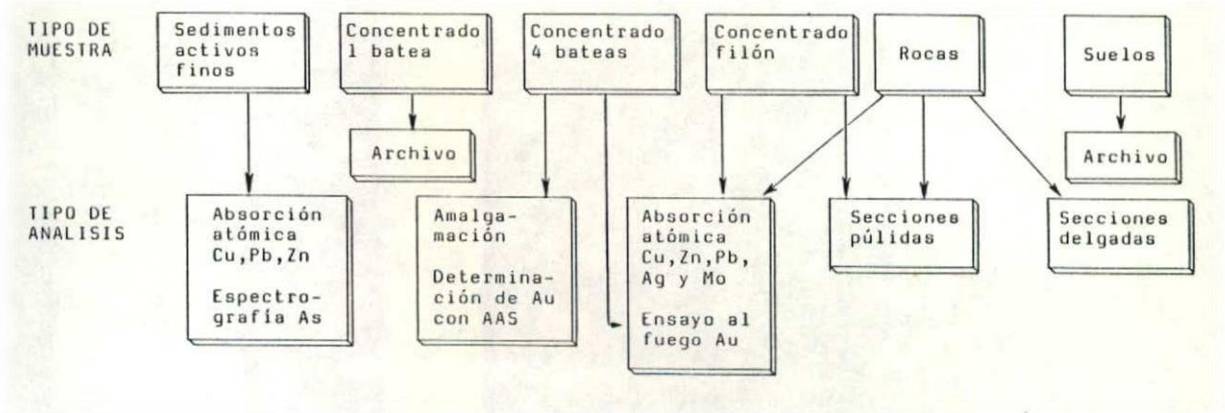 TIPO DE
MUESTRA
Sedimentos
activos
finos
Concentrado
1 batea
Concentrado
4 bateas
Concentrado
filón
Rocas
Suelos
Archivo
Archivo
TIPO DE
ANALISIS
Absorción
atómica
Cu,Pb,Zn
Espectro-
grafía As
Amalga-
mación
Determina-
ción de Au
con AAS
Absorción
atómica
Cu,Zn,Pb,
Ag y Mo
Ensayo al
fuego Au
Secciones
púlidas
Secciones
delgadas